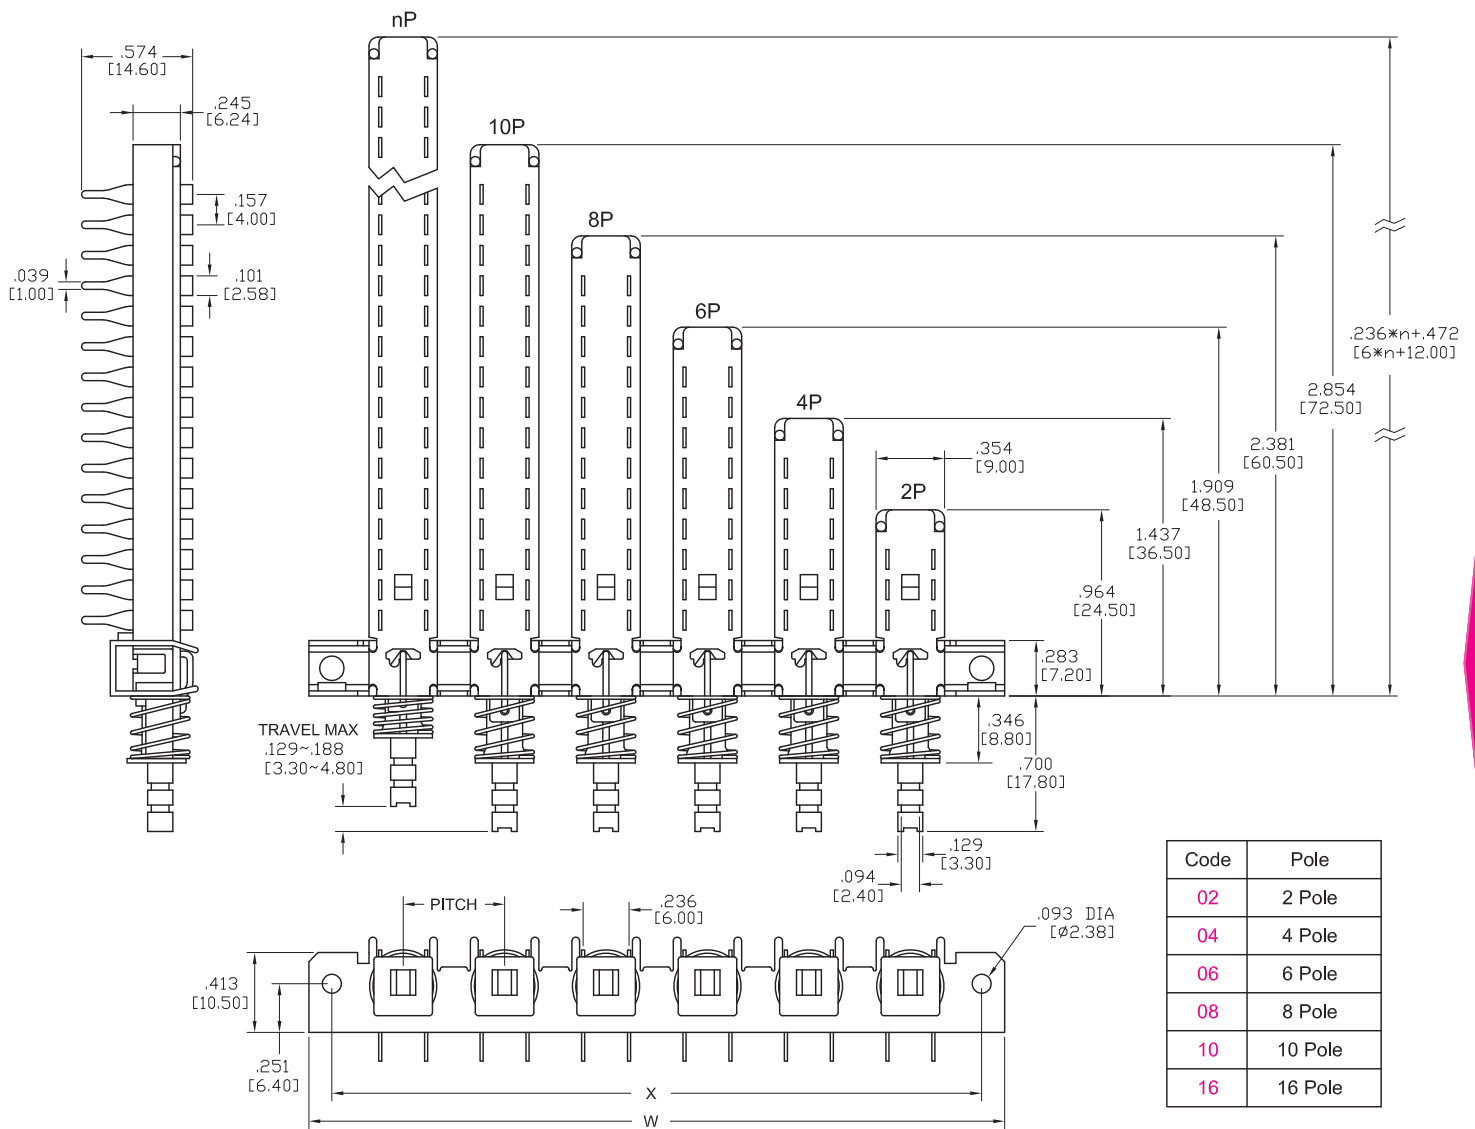 nP
.574
[14.60]
.245
[6.24]
10P
.157
[4.00]
8P
.039
[1.00]
.101
[2.58]
6P
.236*n+.472
[6*n+12.00]
2.854
[72.50]
4P
2.381
[60.50]
.354
[9.00]
1.909
[48.50]
2P
1.437
[36.50]
.964
[24.50]
.283
[7.20]
TRAVEL MAX
.129~.188
[3.30~4.80]
.346
[8.80]
.700
[17.80]
.129
[3.30]
.094
[2.40]
PITCH
.236
[6.00]
.093 DIA
[Ø2.38]
.413
[10.50]
.251
[6.40]
X
W
Code Pole
02 2 Pole
04 4 Pole
06 6 Pole
08 8 Pole
10 10 Pole
16 16 Pole